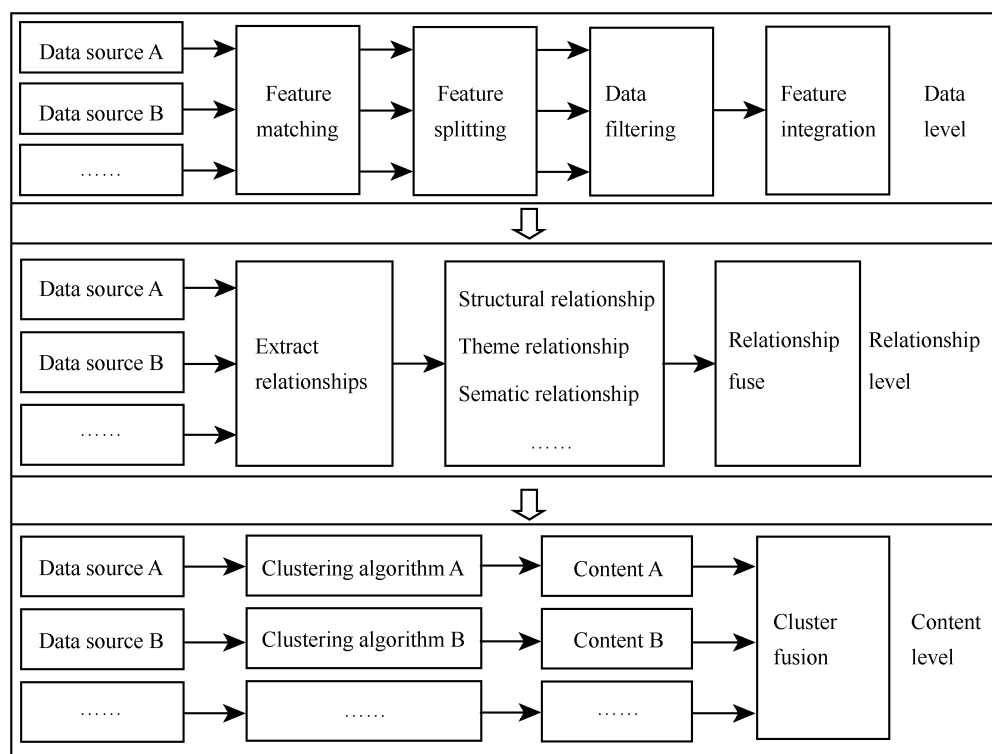 Data source A
Data source B
……
Feature
matching
Feature
splitting
Data
filtering
Feature
integration
Data
level
Data source A
Data source B
……
Extract
relationships
Structural relationship
Theme relationship
Sematic relationship
……
Relationship
fuse
Relationship
level
Data source A
Clustering algorithm A
Content A
Data source B
Clustering algorithm B
Content B
……
……
……
Cluster
fusion
Content
level